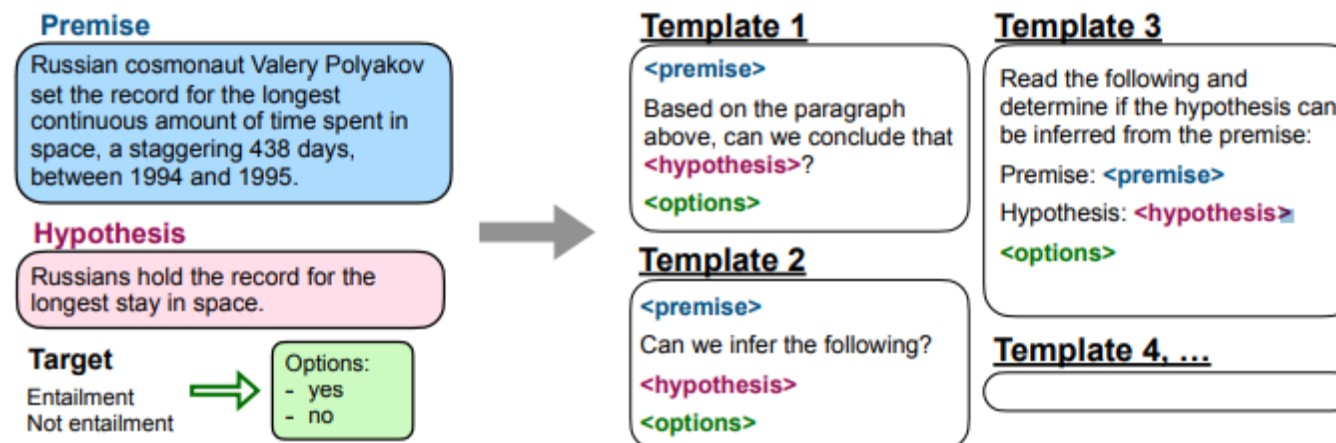 Premise
Russian cosmonaut Valery Polyakov
set the record for the longest
continuous amount of time spent in
space, a staggering 438 days,
between 1994 and 1995.
Hypothesis
Russians hold the record for the
longest stay in space.
Target
Entailment
Not entailment
Options:
- yes
- no
Template 1
<premise>
Based on the paragraph
above, can we conclude that
<hypothesis>?
<options>
Template 2
<premise>
Can we infer the following?
<hypothesis>
<options>
Template 3
Read the following and
determine if the hypothesis can
be inferred from the premise:
Premise: <premise>
Hypothesis: <hypothesis>
<options>
Template 4, ...